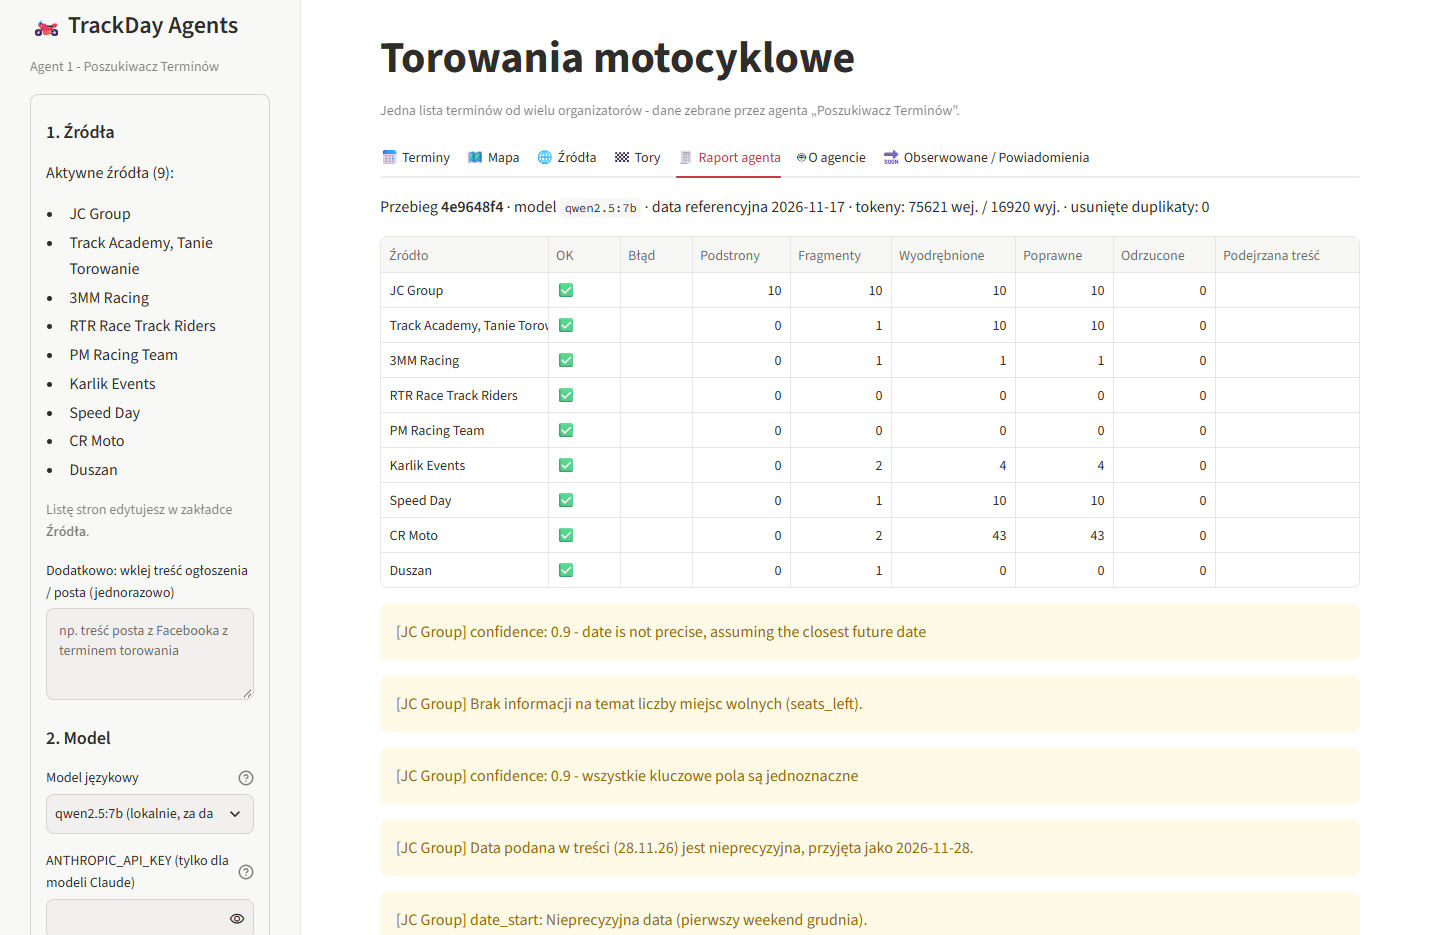 TrackDay Agents
Agent 1 - Poszukiwacz Terminów
1. Źródła
Aktywne źródła (9):
JC Group
Track Academy, Tanie
Torowanie
3MM Racing
RTR Race Track Riders
PM Racing Team
Karlik Events
Speed Day
CR Moto
Duszan
Listę stron edytujesz w zakładce
Źródła.
Dodatkowo: wklej treść ogłoszenia
/ posta (jednorazowo)
np. treść posta z Facebooka z
terminem torowania
2. Model
Model językowy
qwen2.5:7b (lokalnie, za da
ANTHROPIC_API_KEY (tylko dla
modeli Claude)
Torowania motocyklowe
Jedna lista terminów od wielu organizatorów - dane zebrane przez agenta „Poszukiwacz Terminów”.
Terminy Mapa Źródła Tory Raport agenta O agencie SOON Obserwowane / Powiadomienia
Przebieg 4e9648f4 · model qwen2.5:7b · data referencyjna 2026-11-17 · tokeny: 75621 wej. / 16920 wyj. · usunięte duplikaty: 0
Źródło OK Błąd Podstrony Fragmenty Wyodrębnione Poprawne Odrzucone Podejrzana treść
JC Group 10 10 10 10 0
Track Academy, Tanie Torow 0 1 10 10 0
3MM Racing 0 1 1 1 0
RTR Race Track Riders 0 0 0 0 0
PM Racing Team 0 0 0 0 0
Karlik Events 0 2 4 4 0
Speed Day 0 1 10 10 0
CR Moto 0 2 43 43 0
Duszan 0 1 0 0 0
[JC Group] confidence: 0.9 - date is not precise, assuming the closest future date
[JC Group] Brak informacji na temat liczby miejsc wolnych (seats_left).
[JC Group] confidence: 0.9 - wszystkie kluczowe pola są jednoznaczne
[JC Group] Data podana w treści (28.11.26) jest nieprecyzyjna, przyjęta jako 2026-11-28.
[JC Group] date_start: Nieprecyzyjna data (pierwszy weekend grudnia).